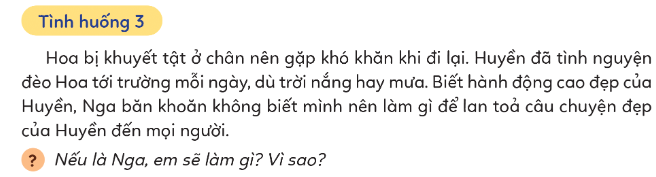 Tình huống 3
Hoa bị khuyết tật ở chân nên gặp khó khăn khi đi lại. Huyền đã tình nguyện
đèo Hoa tới trường mỗi ngày, dù trời nắng hay mưa. Biết hành động cao đẹp của
Huyền, Nga băn khoăn không biết mình nên làm gì để lan toả câu chuyện đẹp
của Huyền đến mọi người.
? Nếu là Nga, em sẽ làm gì? Vì sao?